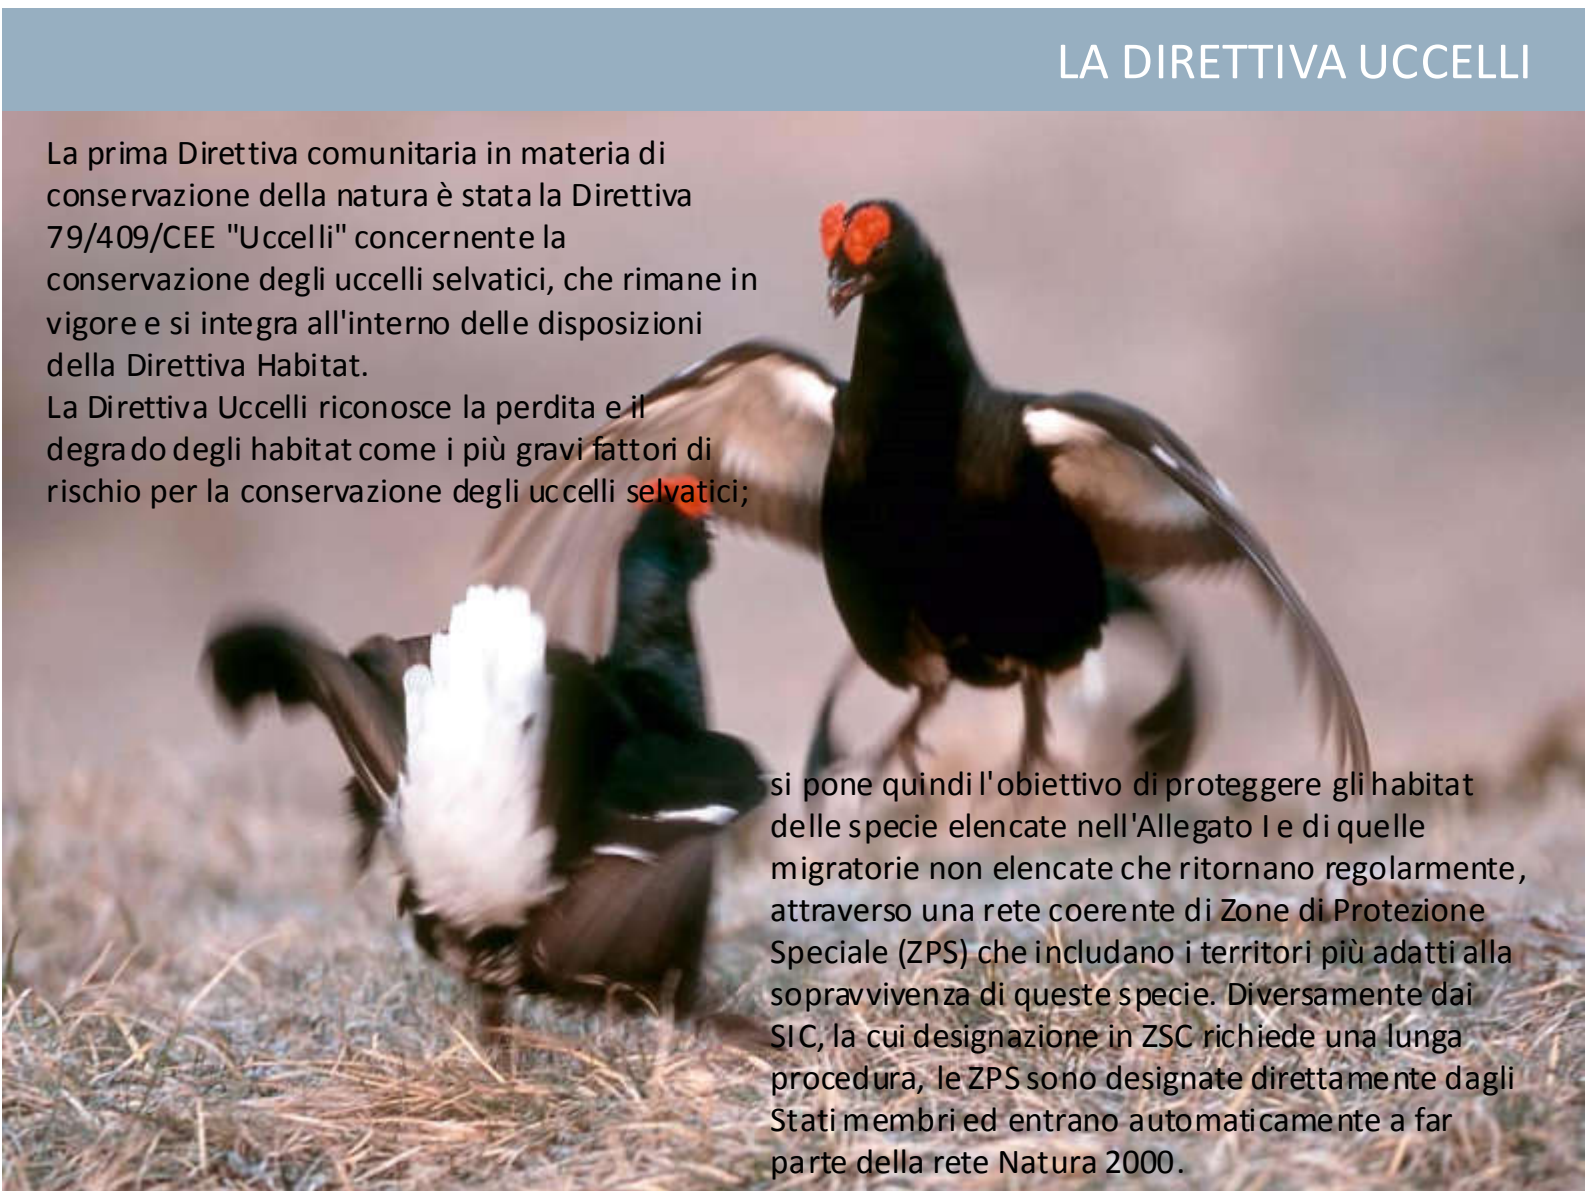 LA DIRETTIVA UCCELLI
La prima Direttiva comunitaria in materia di
conservazione della natura è stata la Direttiva
79/409/CEE "Uccelli" concernente la
conservazione degli uccelli selvatici, che rimane in
vigore e si integra all'interno delle disposizioni
della Direttiva Habitat.
La Direttiva Uccelli riconosce la perdita e il
degrado degli habitat come i più gravi fattori di
rischio per la conservazione degli uccelli selvatici;
si pone quindi l'obiettivo di proteggere gli habitat
delle specie elencate nell'Allegato I e di quelle
migratorie non elencate che ritornano regolarmente,
attraverso una rete coerente di Zone di Protezione
Speciale (ZPS) che includano i territori più adatti alla
sopravvivenza di queste specie. Diversamente dai
SIC, la cui designazione in ZSC richiede una lunga
procedura, le ZPS sono designate direttamente dagli
Stati membri ed entrano automaticamente a far
parte della rete Natura 2000.